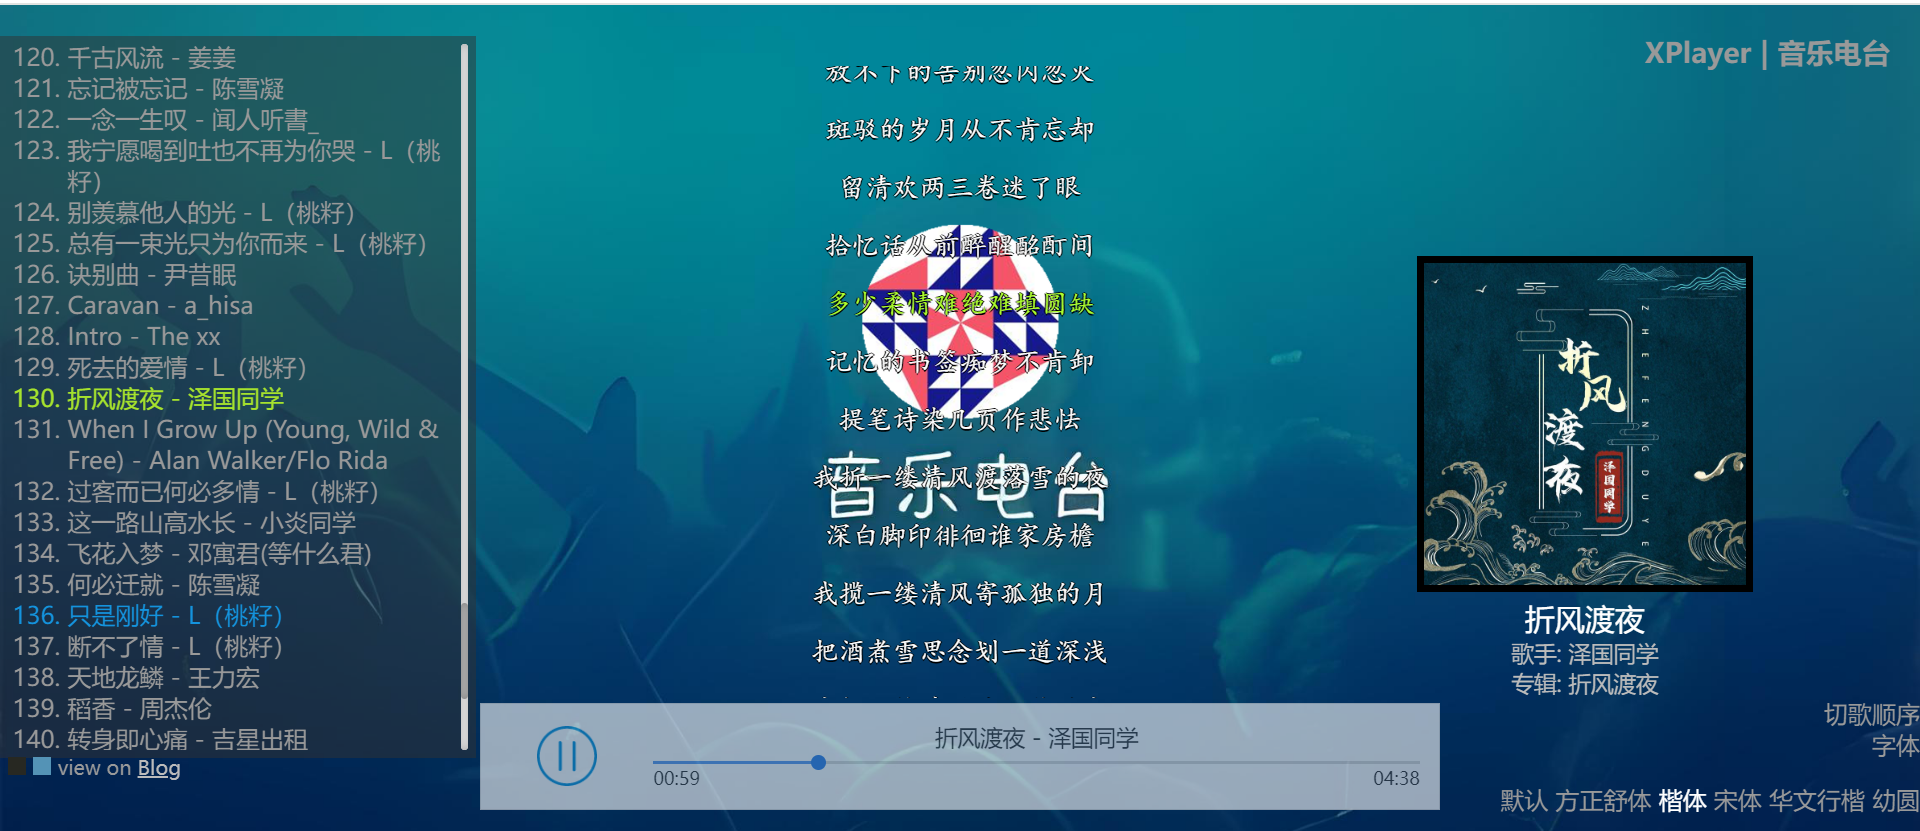 XPlayer | 音乐电台
120. 千古风流 - 姜姜
121. 忘记被忘记 - 陈雪凝
122. 一念一生叹 - 闻人听書_
123. 我宁愿喝到吐也不再为你哭 - L（桃
籽）
124. 别羡慕他人的光 - L（桃籽）
125. 总有一束光只为你而来 - L（桃籽）
126. 诀别曲 - 尹昔眠
127. Caravan - a_hisa
128. Intro - The xx
129. 死去的爱情 - L（桃籽）
130. 折风渡夜 - 泽国同学
131. When I Grow Up (Young, Wild &
Free) - Alan Walker/Flo Rida
132. 过客而已何必多情 - L（桃籽）
133. 这一路山高水长 - 小炎同学
134. 飞花入梦 - 邓寓君(等什么君)
135. 何必迁就 - 陈雪凝
136. 只是刚好 - L（桃籽）
137. 断不了情 - L（桃籽）
138. 天地龙鳞 - 王力宏
139. 稻香 - 周杰伦
140. 转身即心痛 - 吉星出租
view on Blog
放不下的告别忽闪忽灭
斑驳的岁月从不肯忘却
留清欢两三卷迷了眼
拾忆话从前醉醒酩酊间
多少柔情难绝难填圆缺
记忆的书签痴梦不肯卸
提笔诗染几页作悲怯
我折一缕清风渡落雪的夜
音乐电台
深白脚印徘徊谁家房檐
我揽一缕清风寄孤独的月
把酒煮雪思念划一道深浅
折风渡夜 - 泽国同学
00:59
04:38
折风
渡夜
泽国同学
ZHEFENGDUYE
折风渡夜
歌手: 泽国同学
专辑: 折风渡夜
切歌顺序
字体
默认 方正舒体 楷体 宋体 华文行楷 幼圆